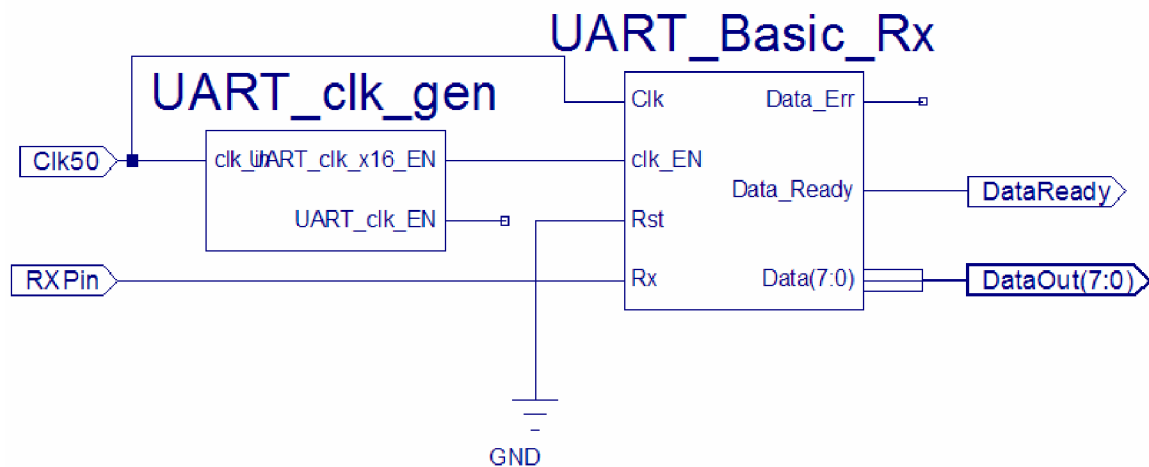 UART_Basic_Rx
UART_clk_gen
Clk
Data_Err
Clk50
clk_in
UART_clk_x16_EN
clk_EN
Data_Ready
DataReady
UART_clk_EN
Rst
RXPin
Rx
Data(7:0)
DataOut(7:0)
GND